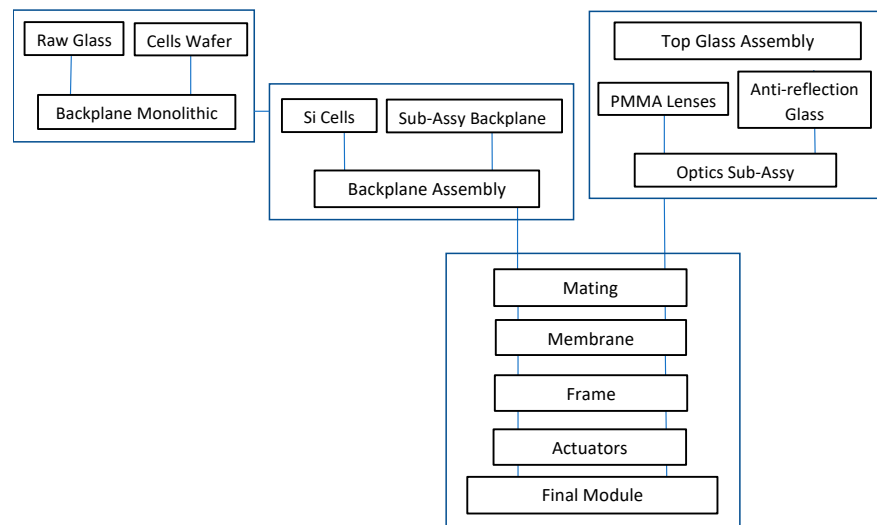 Raw Glass
Cells Wafer
Backplane Monolithic
Si Cells
Sub-Assy Backplane
Backplane Assembly
Top Glass Assembly
PMMA Lenses
Anti-reflection
Glass
Optics Sub-Assy
Mating
Membrane
Frame
Actuators
Final Module